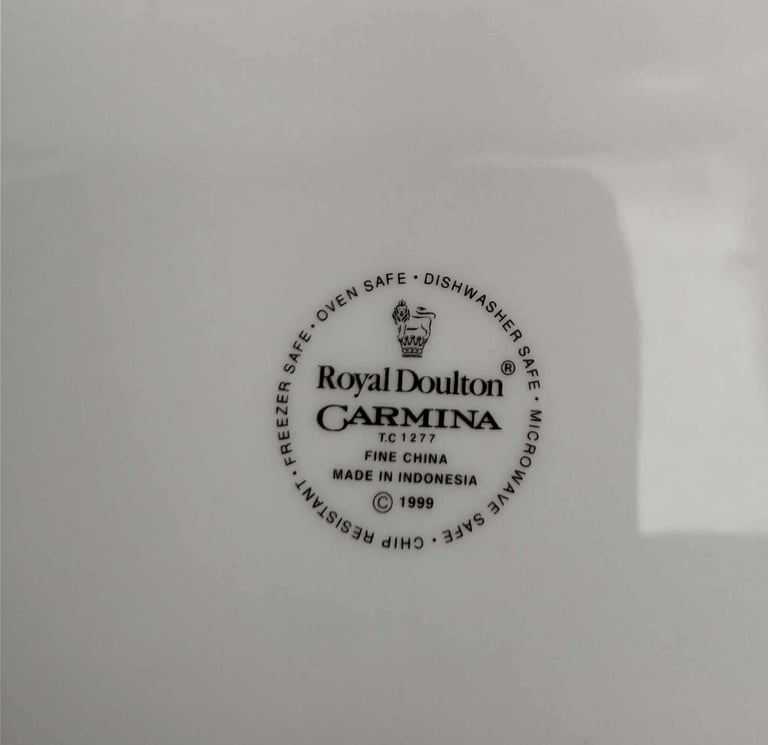 FREEZER SAFE • OVEN SAFE • DISHWASHER SAFE • MICROWAVE SAFE • CHIP RESISTANT •
Royal Doulton®
CARMINA
T.C 1277
FINE CHINA
MADE IN INDONESIA
© 1999